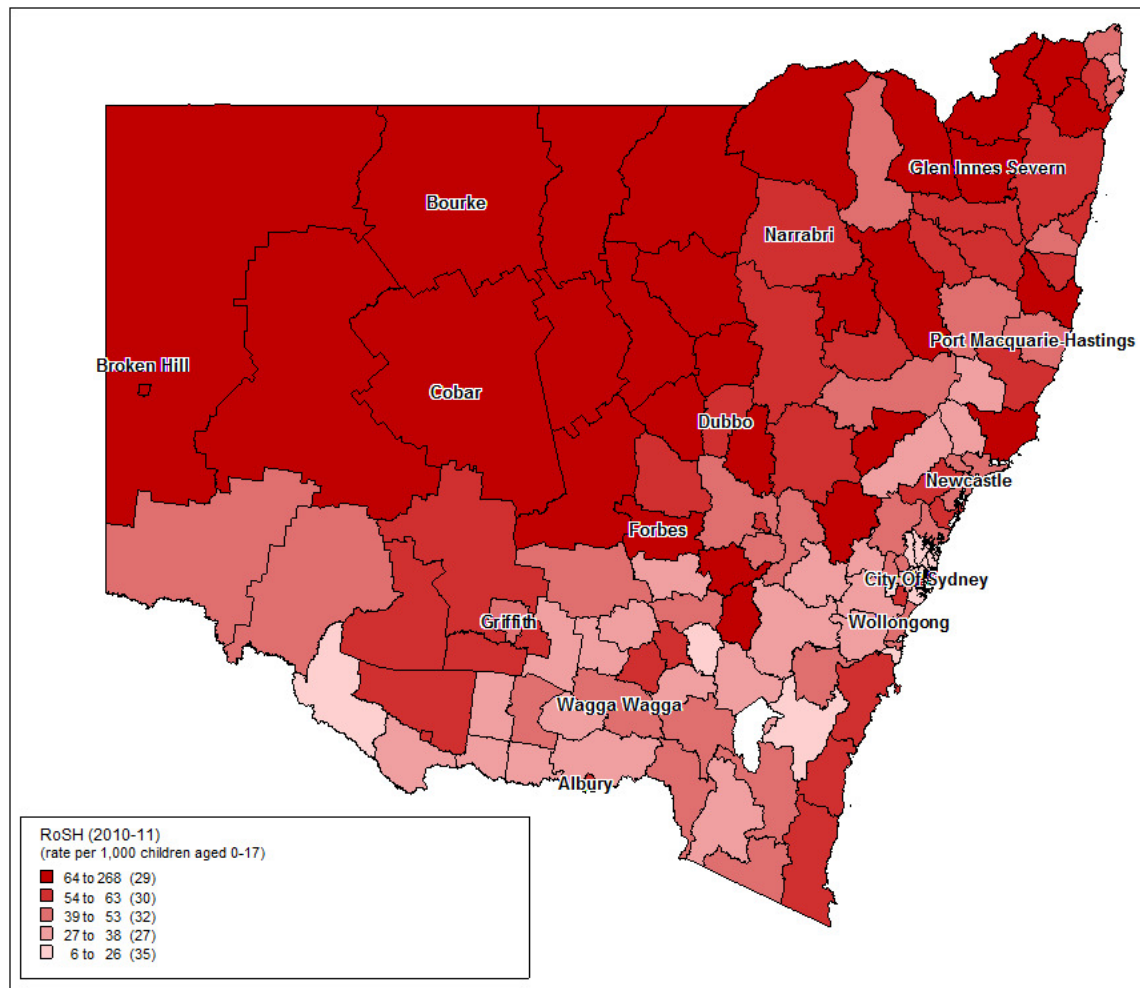 Glen Innes Severn
Bourke
Narrabri
Port Macquarie-Hastings
Broken Hill
Cobar
Dubbo
Newcastle
Forbes
City Of Sydney
Griffith
Wollongong
Wagga Wagga
Albury
RoSH (2010-11)
(rate per 1,000 children aged 0-17)
64 to 268 (29)
54 to 63 (30)
39 to 53 (32)
27 to 38 (27)
6 to 26 (35)